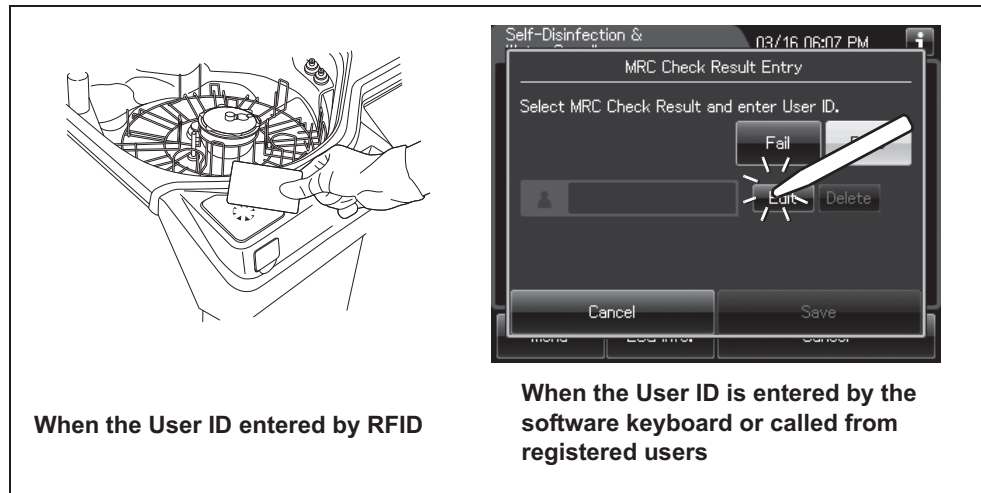 Self-Disinfection &
03/16 06:07 PM
MRC Check Result Entry
Select MRC Check Result and enter User ID.
Fail
Edit Delete
Cancel Save
When the User ID entered by RFID
When the User ID is entered by the
software keyboard or called from
registered users